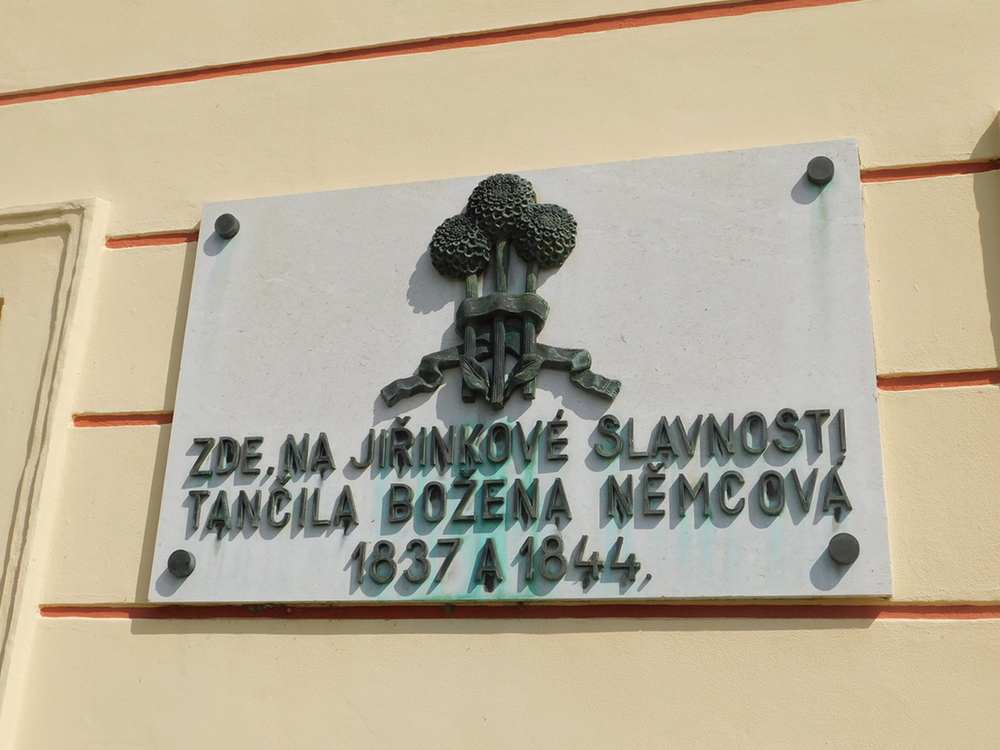 ZDE, NA JIŘINKOVÉ SLAVNOSTI
TANČILA BOŽENA NĚMCOVÁ
1837 A 1844,